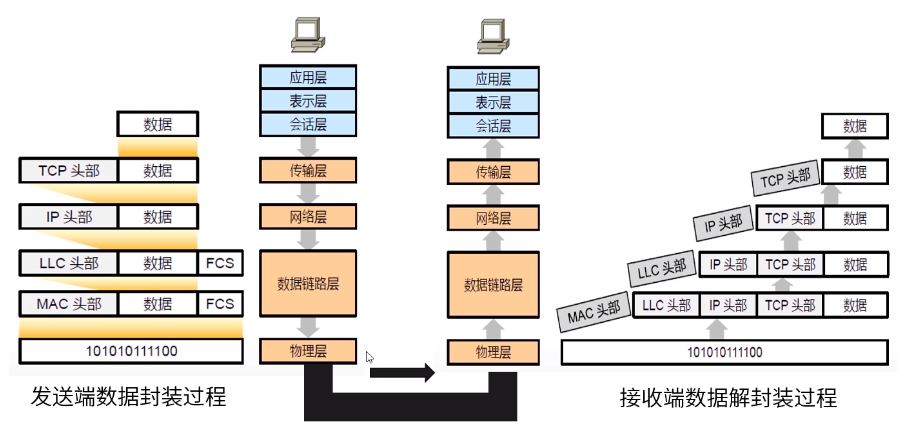 应用层
表示层
会话层
传输层
网络层
数据链路层
物理层
应用层
表示层
会话层
传输层
网络层
数据链路层
物理层
数据
TCP 头部 数据
IP 头部 数据
LLC 头部 数据 FCS
MAC 头部 数据 FCS
101010111100
发送端数据封装过程
数据
TCP 头部 数据
IP 头部 TCP 头部 数据
LLC 头部 IP 头部 TCP 头部 数据
MAC 头部 LLC 头部 IP 头部 TCP 头部 数据
101010111100
接收端数据解封装过程